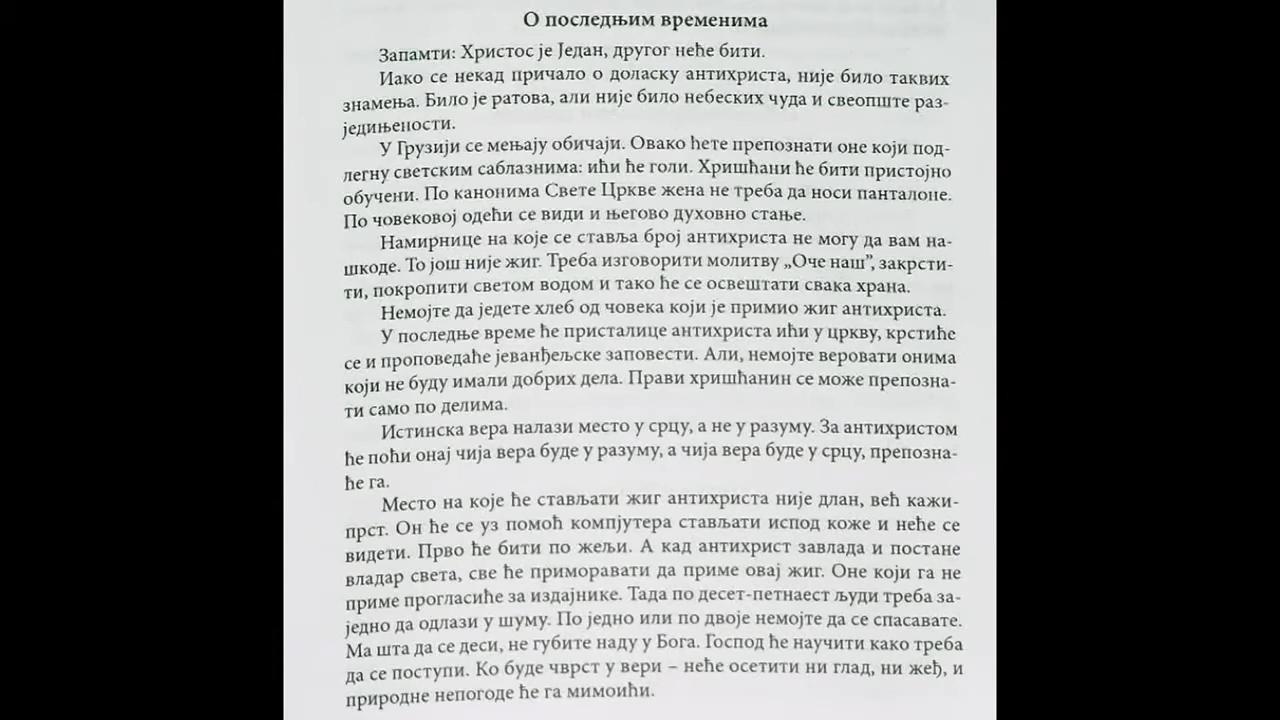 О последњим временима
Запамти: Христос је Један, другог неће бити.
Иако се некад причало о доласку антихриста, није било таквих
знамења. Било је ратова, али није било небеских чуда и свеопште раз-
једињености.
У Грузији се мењају обичаји. Овако ћете препознати оне који под-
легну светским саблазнима: ићи ће голи. Хришћани ће бити пристојно
обучени. По канонима Свете Цркве жена не треба да носи панталоне.
По човековој одећи се види и његово духовно стање.
Намирнице на које се ставља број антихриста не могу да вам на-
шкоде. То још није жиг. Треба изговорити молитву „Оче наш”, закрсти-
ти, покропити светом водом и тако ће се освештати свака храна.
Немојте да једете хлеб од човека који је примио жиг антихриста.
У последње време ће присталице антихриста ићи у цркву, крстиће
се и проповедаће јеванђељске заповести. Али, немојте веровати онима
који не буду имали добрих дела. Прави хришћанин се може препозна-
ти само по делима.
Истинска вера налази место у срцу, а не у разуму. За антихристом
ће поћи онај чија вера буде у разуму, а чија вера буде у срцу, препозна-
ће га.
Место на које ће стављати жиг антихриста није длан, већ кажи-
прст. Он ће се уз помоћ компјутера стављати испод коже и неће се
видети. Прво ће бити по жељи. А кад антихрист завлада и постане
владар света, све ће приморавати да приме овај жиг. Оне који га не
приме прогласиће за издајнике. Тада по десет-петнаест људи треба за-
једно да одлази у шуму. По једно или по двоје немојте да се спасавате.
Ма шта да се деси, не губите наду у Бога. Господ ће научити како треба
да се поступи. Ко буде чврст у вери – неће осетити ни глад, ни жеђ, и
природне непогоде ће га мимоићи.